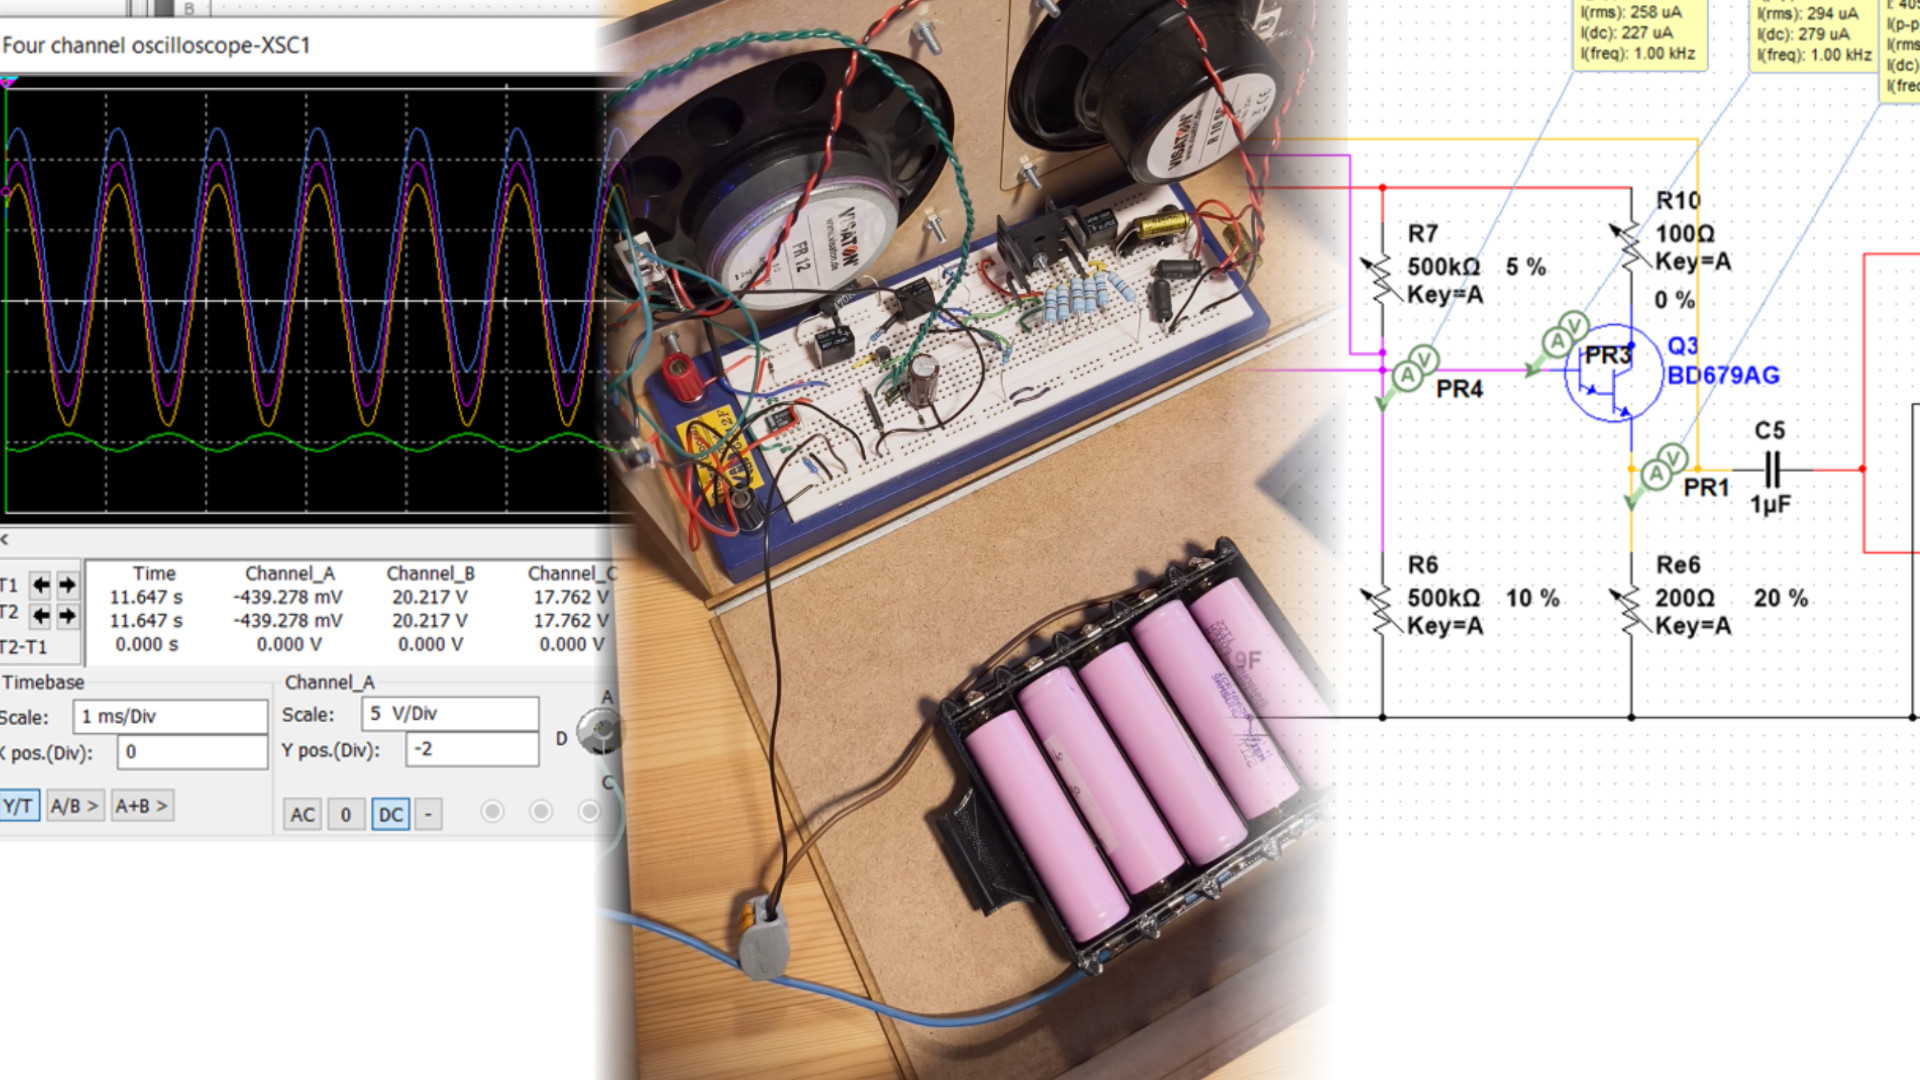 B
Four channel oscilloscope-XSC1
Time Channel_A Channel_B Channel_C
T1 11.647 s -439.278 mV 20.217 V 17.762 V
T2 11.647 s -439.278 mV 20.217 V 17.762 V
T2-T1 0.000 s 0.000 V 0.000 V 0.000 V
Timebase
Scale: 1 ms/Div
X pos.(Div): 0
Y/T A/B > A+B >
Channel_A
Scale: 5 V/Div
Y pos.(Div): -2
AC 0 DC -
A
D
C
VISATON
www.visaton.de
FR 12
VISATON
I(rms): 258 uA
I(dc): 227 uA
I(freq): 1.00 kHz
I(rms): 294 uA
I(dc): 279 uA
I(freq): 1.00 kHz
I(p-p
I(rms
I(dc)
R7
500kΩ 5 %
Key=A
R10
100Ω
Key=A
0 %
A V
PR4
A V
PR3
Q3
BD679AG
A V
PR1
C5
1µF
R6
500kΩ 10 %
Key=A
Re6
200Ω 20 %
Key=A